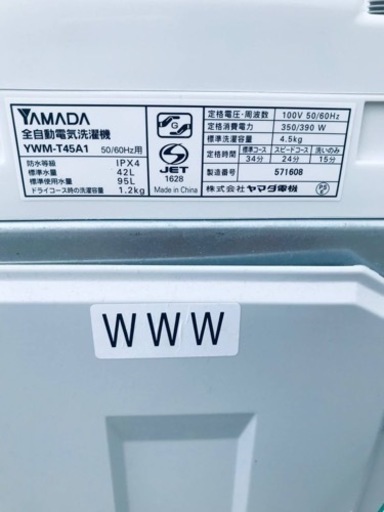 YAMADA
全自動電気洗濯機
YWM-T45A1 50/60Hz用
防水等級 IPX4
標準水量 42L
標準使用水量 95L
ドライコース時の洗濯容量 1.2kg
G
JET
1628
Made in China
定格電圧・周波数 100V 50/60Hz
定格消費電力 350/390 W
標準洗濯容量 4.5kg
定格時間 標準コース 34分 スピードコース 24分 洗いのみ 15分
製造番号 571608
株式会社 ヤマダ電機
WWW